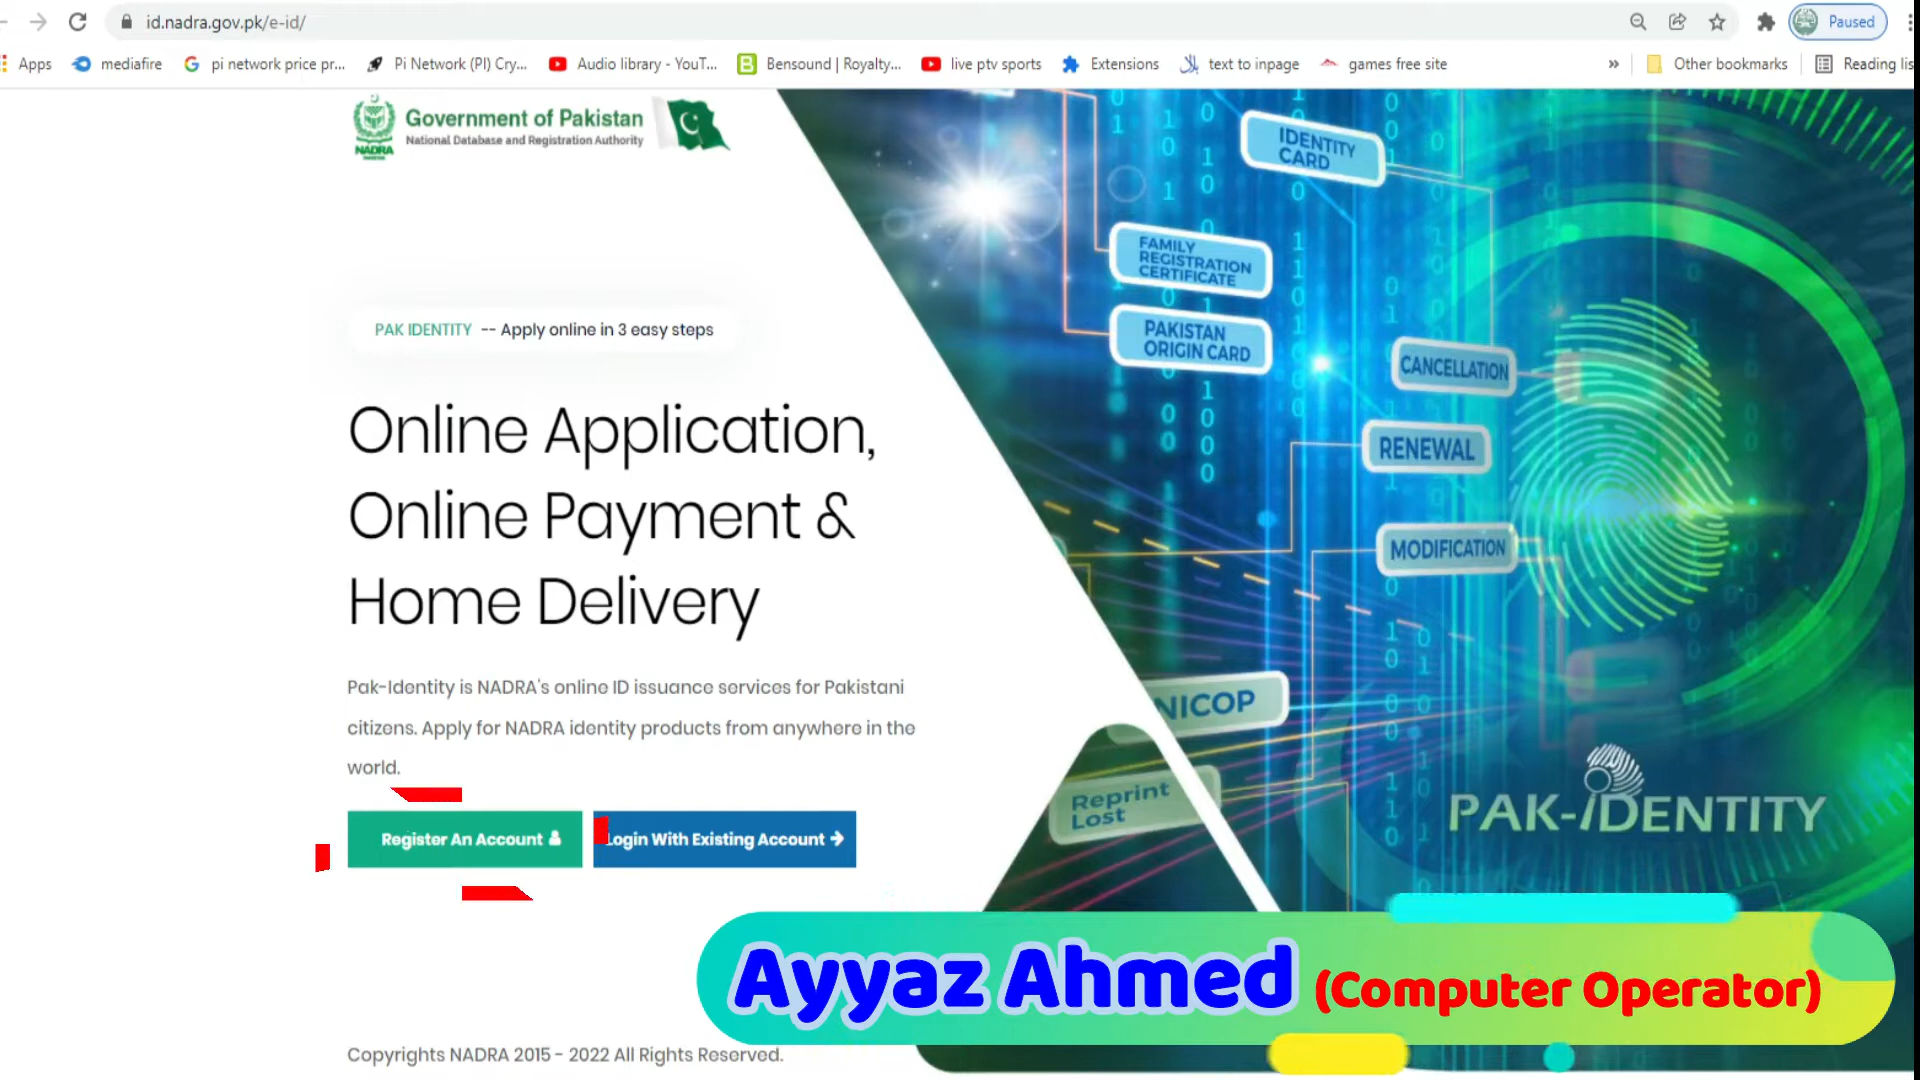 id.nadra.gov.pk/e-id/
Paused
Apps
mediafire
pi network price pr...
Pi Network (PI) Cry...
Audio library - YouT...
Bensound | Royalty...
live ptv sports
Extensions
text to inpage
games free site
»
Other bookmarks
Reading lis
NADRA
Government of Pakistan
National Database and Registration Authority
IDENTITY
CARD
FAMILY
REGISTRATION
CERTIFICATE
PAKISTAN
ORIGIN CARD
CANCELLATION
RENEWAL
MODIFICATION
NICOP
Reprint
Lost
PAK-IDENTITY
PAK IDENTITY -- Apply online in 3 easy steps
Online Application,
Online Payment &
Home Delivery
Pak-Identity is NADRA's online ID issuance services for Pakistani
citizens. Apply for NADRA identity products from anywhere in the
world.
Register An Account
Login With Existing Account
Ayyaz Ahmed (Computer Operator)
Copyrights NADRA 2015 - 2022 All Rights Reserved.